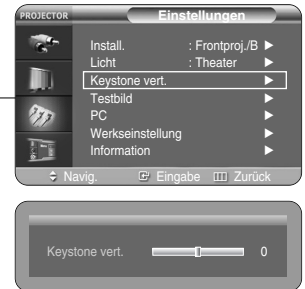 PROJECTOR Einstellungen
Install. : Frontproj./B
Licht : Theater
Keystone vert.
Testbild
PC
Werkseinstellung
Information
Navig. Eingabe Zurück
Keystone vert. 0